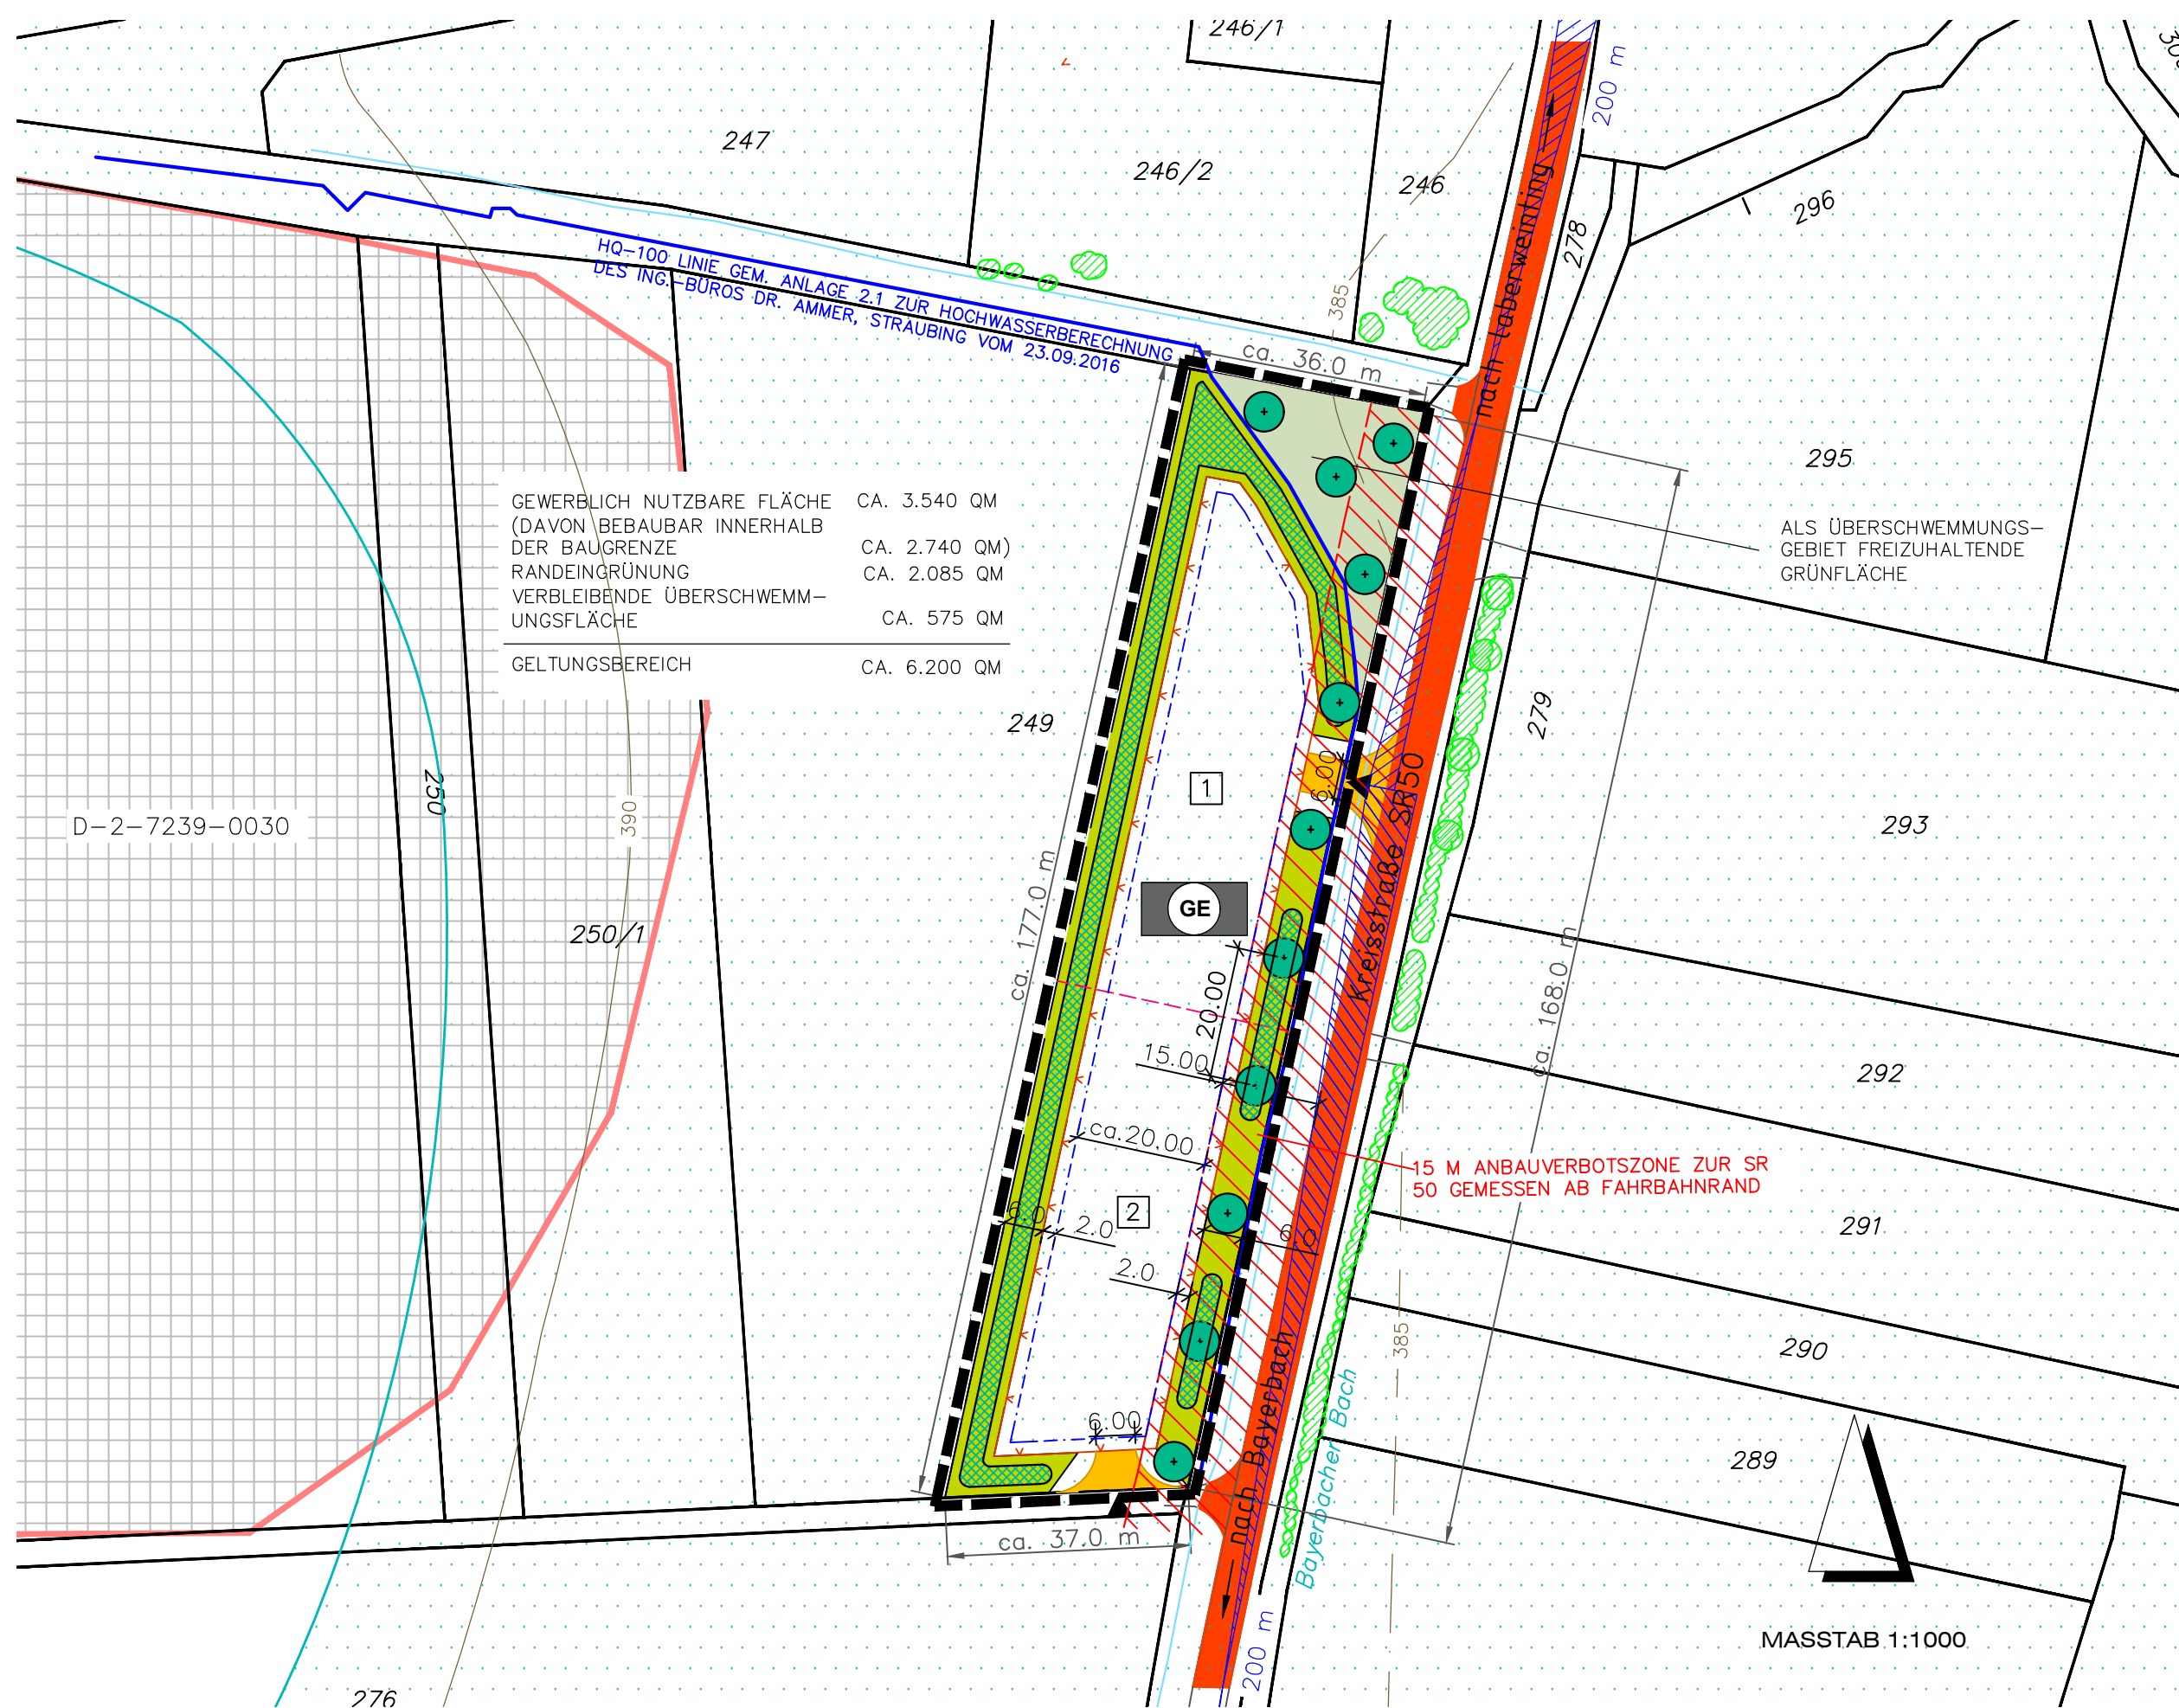 246/1
30
200 m
247
246/2
246
278
296
nach Laberweinting
HQ-100 LINIE GEM. ANLAGE 2.1 ZUR HOCHWASSERBERECHNUNG
DES ING.-BÜROS DR. AMMER, STRAUBING VOM 23.09.2016
385
ca. 36.0 m
295
GEWERBLICH NUTZBARE FLÄCHE CA. 3.540 QM
(DAVON BEBAUBAR INNERHALB
DER BAUGRENZE CA. 2.740 QM)
RANDEINGRÜNUNG CA. 2.085 QM
VERBLEIBENDE ÜBERSCHWEMM-
UNGSFLÄCHE CA. 575 QM
GELTUNGSBEREICH CA. 6.200 QM
ALS ÜBERSCHWEMMUNGS-
GEBIET FREIZUHALTENDE
GRÜNFLÄCHE
249
279
250
390
D-2-7239-0030
1
6.00
Kreisstraße SR50
293
GE
250/1
ca. 177.0 m
20.00
ca. 168.0 m
15.00
292
ca.20.00
15 M ANBAUVERBOTSZONE ZUR SR
50 GEMESSEN AB FAHRBAHNRAND
6.0
2.0
2
6.0
291
2.0
385
290
nach Bayerbach
Bayerbacher Bach
6.00
289
ca. 37.0 m
200 m
MASSTAB 1:1000
276